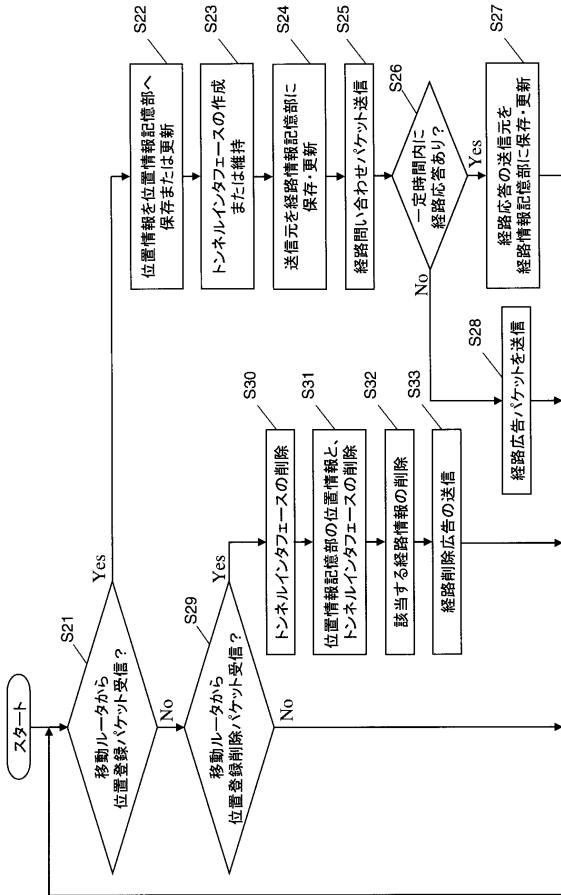 スタート
S21
移動ルータから
位置登録パケット受信？
Yes
No
S22
位置情報を位置情報記憶部へ
保存または更新
S23
トンネルインタフェースの作成
または維持
S24
送信元を経路情報記憶部に
保存・更新
S25
経路問い合わせパケット送信
S26
一定時間内に
経路応答あり？
Yes
No
S27
経路応答の送信元を
経路情報記憶部に保存・更新
S28
経路広告パケットを送信
S29
移動ルータから
位置登録削除パケット受信？
Yes
No
S30
トンネルインタフェースの削除
S31
位置情報記憶部の位置情報と、
トンネルインタフェースの削除
S32
該当する経路情報の削除
S33
経路削除広告の送信